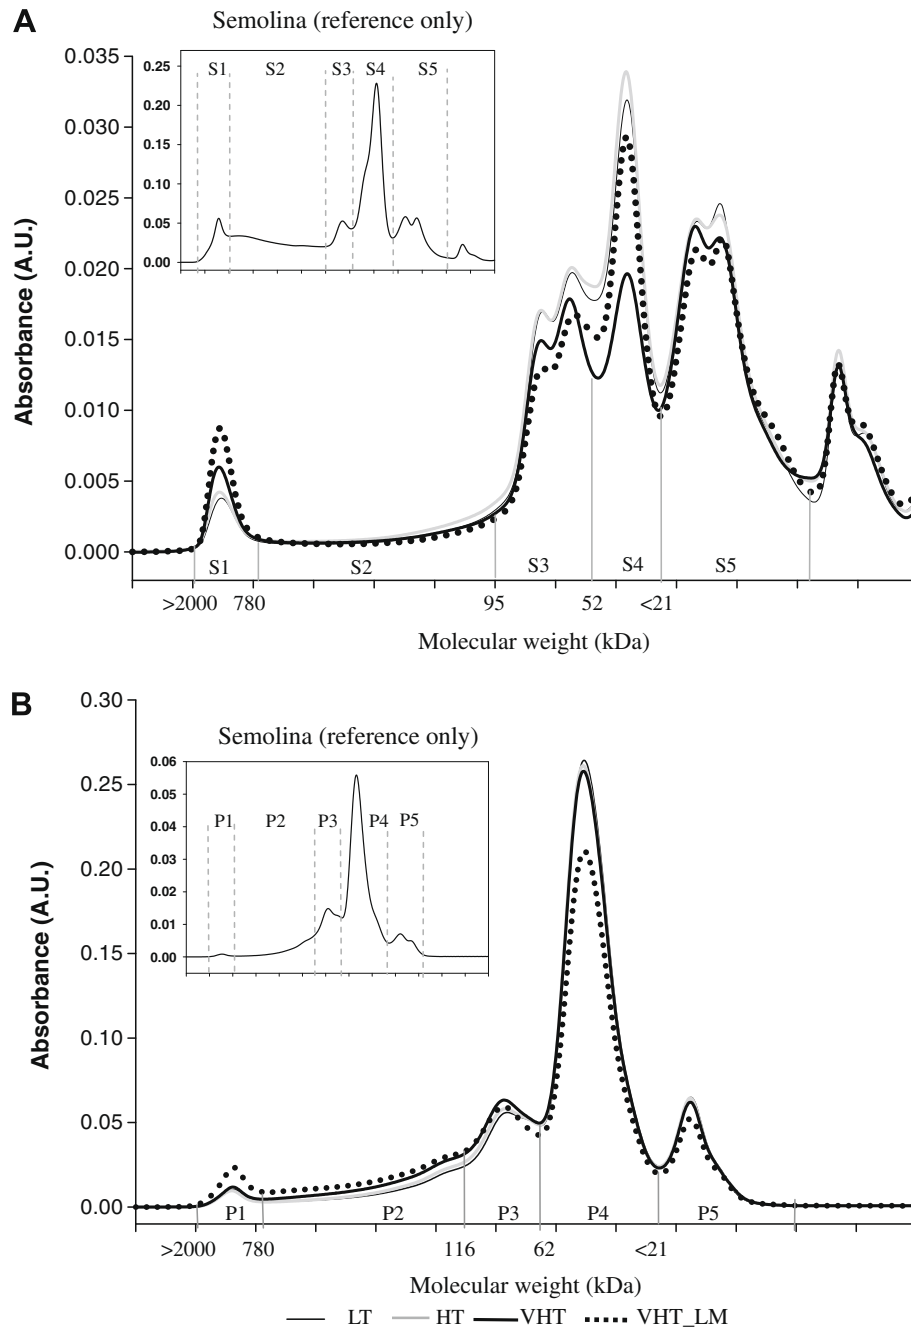 A
Semolina (reference only)
0.035
0.030
0.025
0.020
0.015
0.010
0.005
0.000
Absorbance (A.U.)
0.25
0.20
0.15
0.10
0.05
0.00
S1 S2 S3 S4 S5
S1 S2 S3 S4 S5
>2000 780 95 52 <21
Molecular weight (kDa)
B
Semolina (reference only)
0.30
0.25
0.20
0.15
0.10
0.05
0.00
Absorbance (A.U.)
0.06
0.05
0.04
0.03
0.02
0.01
0.00
P1 P2 P3 P4 P5
P1 P2 P3 P4 P5
>2000 780 116 62 <21
Molecular weight (kDa)
LT HT VHT VHT_LM